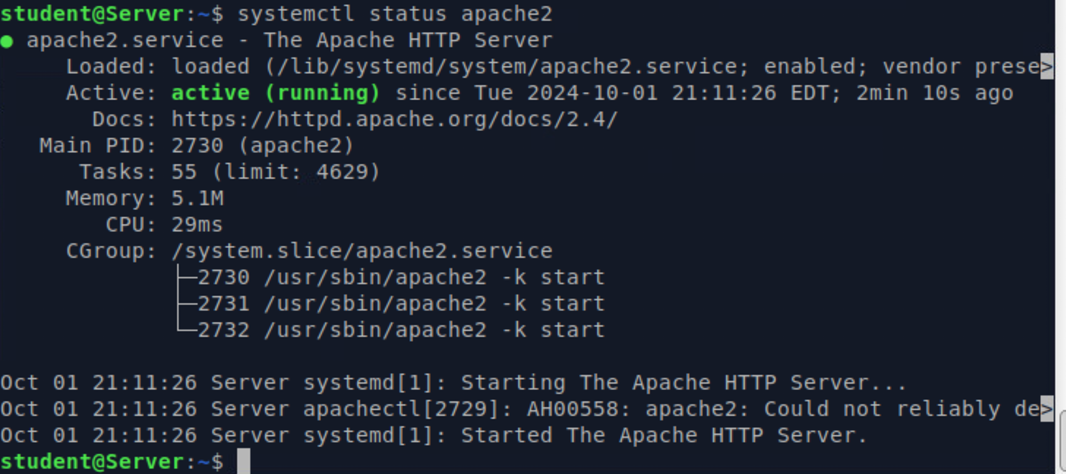 student@Server:~$ systemctl status apache2
● apache2.service - The Apache HTTP Server
     Loaded: loaded (/lib/systemd/system/apache2.service; enabled; vendor prese>
     Active: active (running) since Tue 2024-10-01 21:11:26 EDT; 2min 10s ago
       Docs: https://httpd.apache.org/docs/2.4/
   Main PID: 2730 (apache2)
      Tasks: 55 (limit: 4629)
     Memory: 5.1M
        CPU: 29ms
     CGroup: /system.slice/apache2.service
             ├─2730 /usr/sbin/apache2 -k start
             ├─2731 /usr/sbin/apache2 -k start
             └─2732 /usr/sbin/apache2 -k start

Oct 01 21:11:26 Server systemd[1]: Starting The Apache HTTP Server...
Oct 01 21:11:26 Server apachectl[2729]: AH00558: apache2: Could not reliably de>
Oct 01 21:11:26 Server systemd[1]: Started The Apache HTTP Server.
student@Server:~$